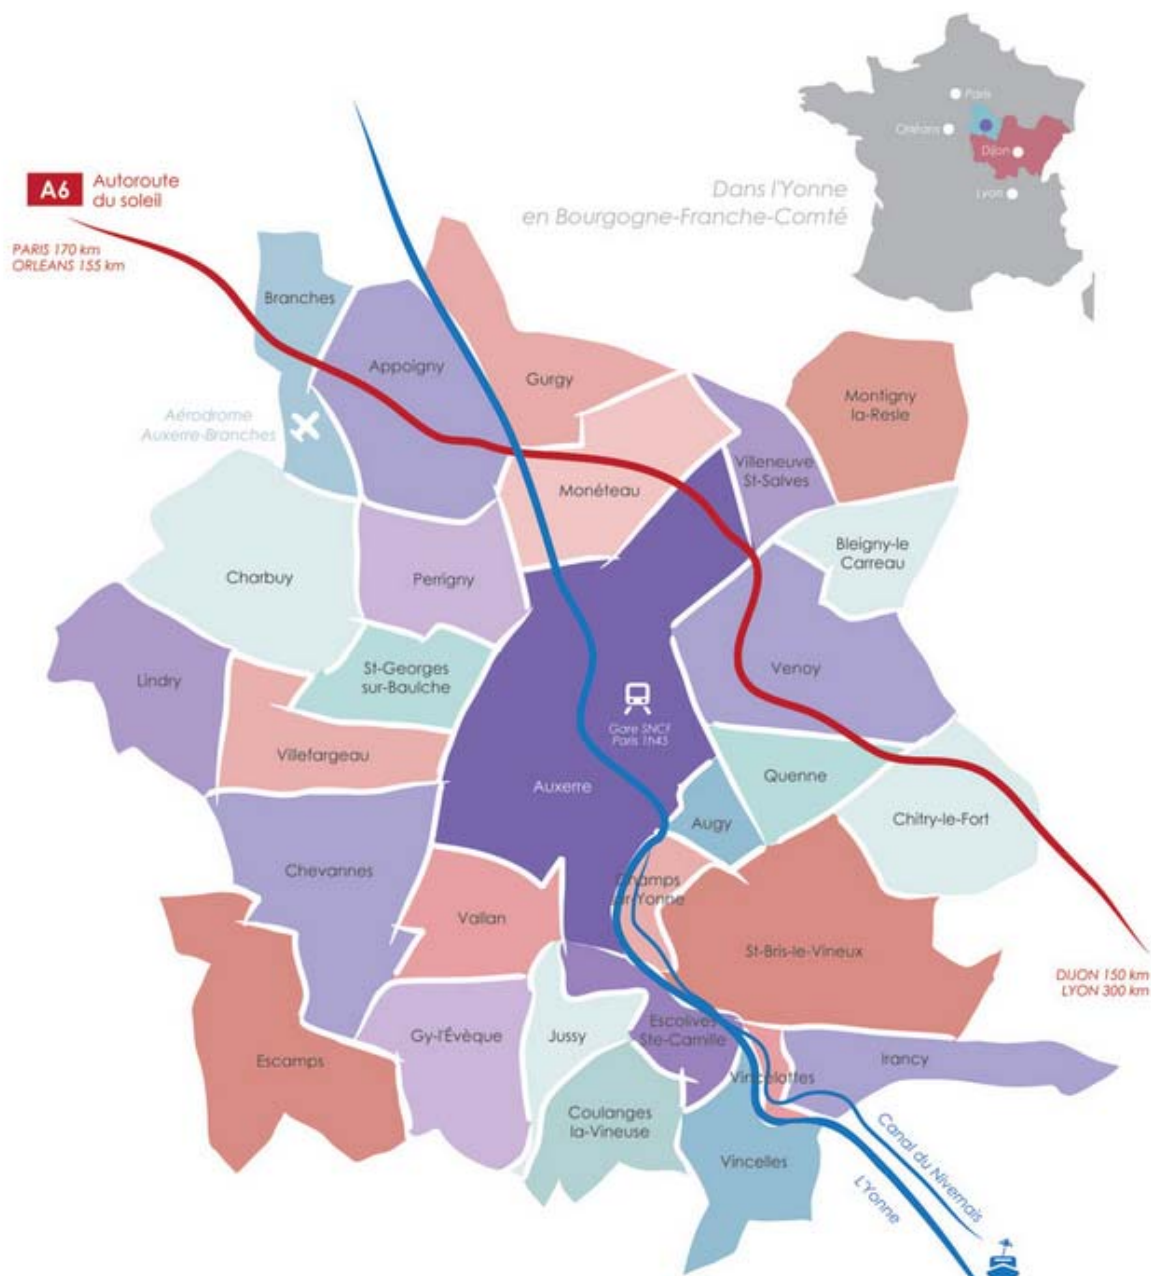 Paris
Orléans
Dijon
Lyon
Dans l'Yonne
en Bourgogne-Franche-Comté
A6
Autoroute
du soleil
PARIS 170 km
ORLEANS 155 km
Branches
Appoigny
Gurgy
Montigny
la-Resle
Aérodrome
Auxerre-Branches
Villeneuve
St-Salves
Monéteau
Bleigny-le
Carreau
Charbuy
Perrigny
Venoy
St-Georges
sur-Baulche
Lindry
Gare SNCF
Paris 1h45
Villefargeau
Quenne
Auxerre
Augy
Chitry-le-Fort
Chevannes
Champs
sur-Yonne
Vallan
St-Bris-le-Vineux
DIJON 150 km
LYON 300 km
Escolives
Ste-Camille
Gy-l'Évèque
Jussy
Irancy
Escamps
Vincelottes
Coulanges
la-Vineuse
Vincelles
Canal du Nivernais
L'Yonne